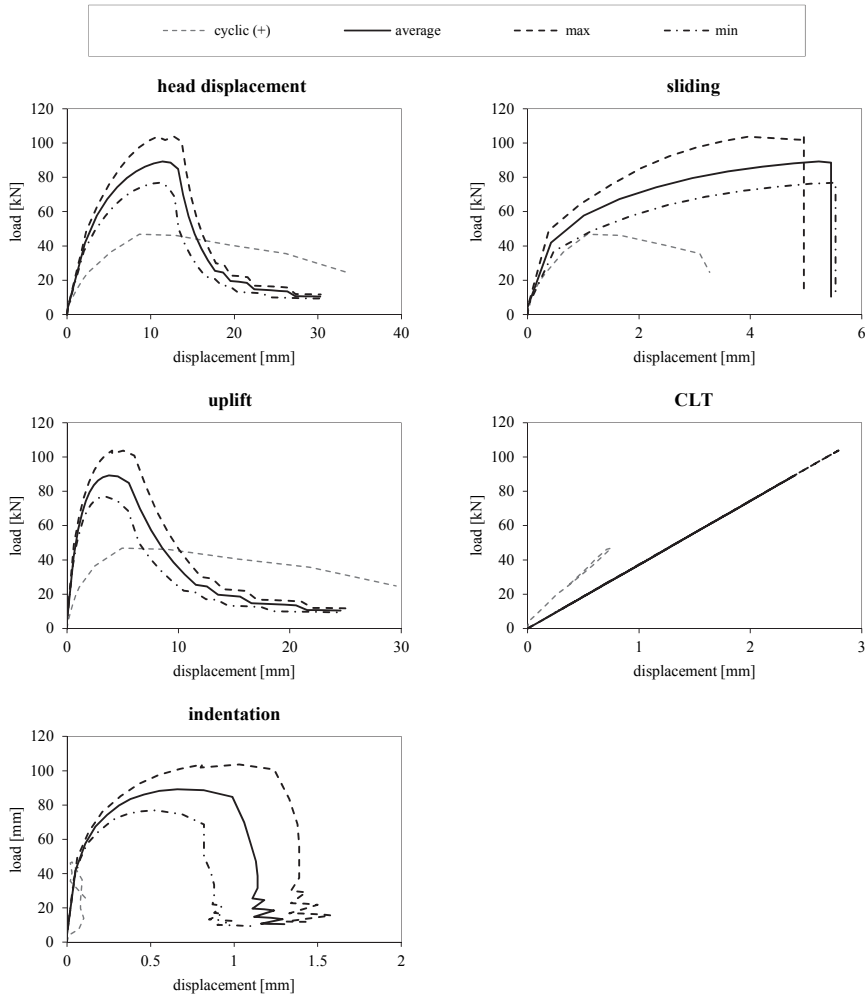 cyclic (+) average max min
head displacement
120
100
80
60
40
20
0
load [kN]
0 10 20 30 40
displacement [mm]
sliding
120
100
80
60
40
20
0
load [kN]
0 2 4 6
displacement [mm]
uplift
120
100
80
60
40
20
0
load [kN]
0 10 20 30
displacement [mm]
CLT
120
100
80
60
40
20
0
load [kN]
0 1 2 3
displacement [mm]
indentation
120
100
80
60
40
20
0
load [mm]
0 0.5 1 1.5 2
displacement [mm]